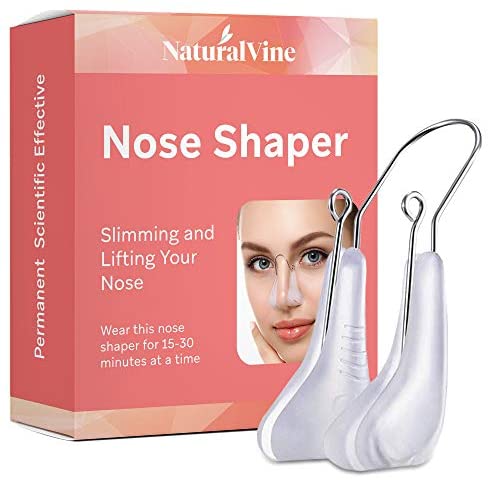 NaturalVine
Nose Shaper
Slimming and
Lifting Your
Nose
Wear this nose
shaper for 15-30
minutes at a time
Permanent Scientific Effective